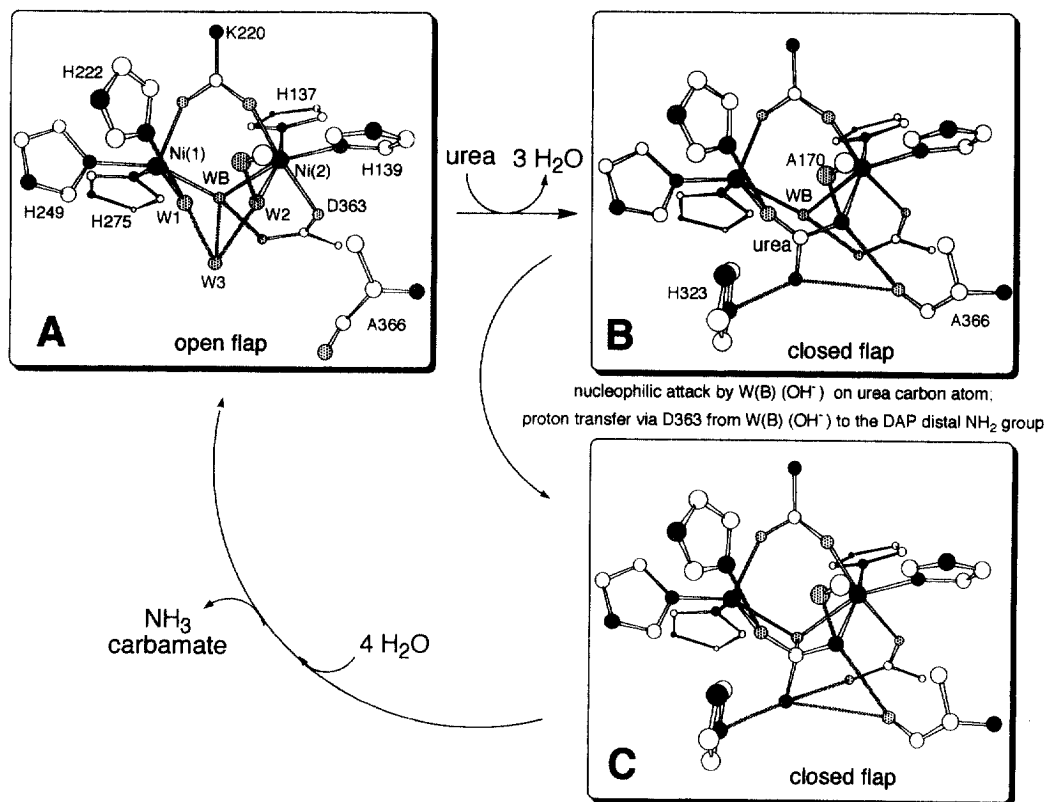 K220
H222
H137
Ni(1)
Ni(2)
H139
WB
H249
H275
W1
W2
D363
W3
A366
A
open flap
urea
3 H₂O
A170
WB
urea
H323
A366
B
closed flap
nucleophilic attack by W(B) (OH⁻) on urea carbon atom;
proton transfer via D363 from W(B) (OH⁻) to the DAP distal NH₂ group
NH₃
carbamate
4 H₂O
C
closed flap